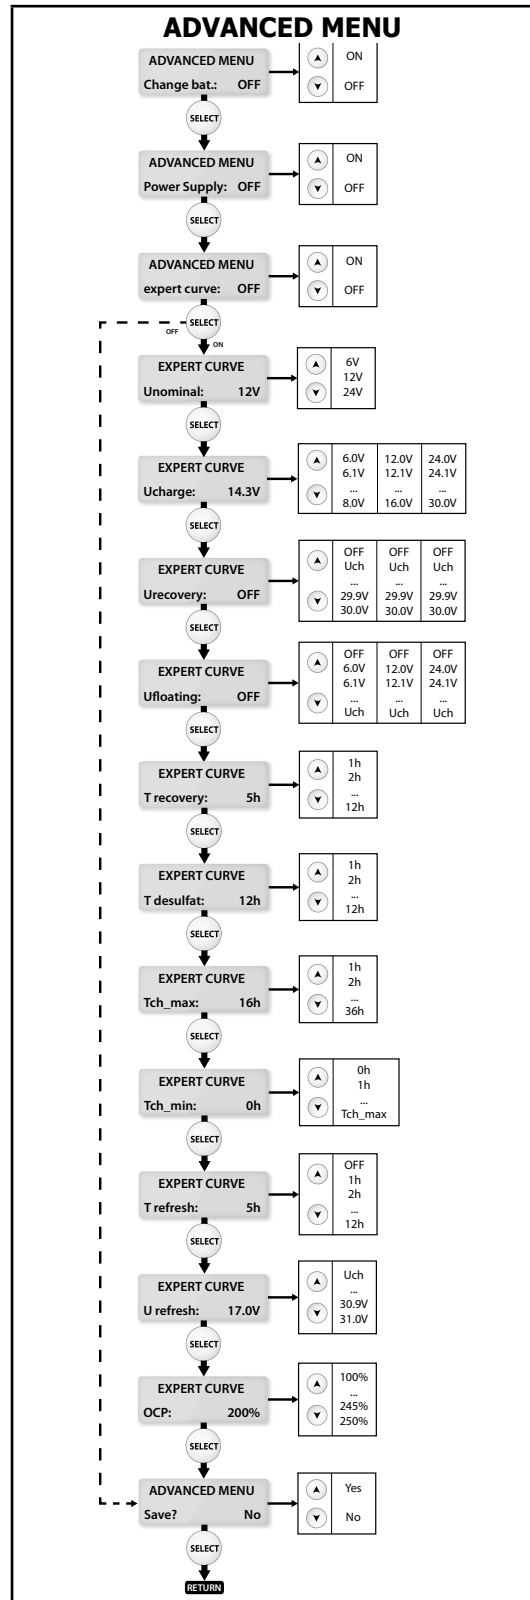 ADVANCED MENU
ADVANCED MENU
Change bat.: OFF
ON
OFF
SELECT
ADVANCED MENU
Power Supply: OFF
ON
OFF
SELECT
ADVANCED MENU
expert curve: OFF
ON
OFF
OFF
SELECT
ON
EXPERT CURVE
Unominal: 12V
6V
12V
24V
SELECT
EXPERT CURVE
Ucharge: 14.3V
6.0V 12.0V 24.0V
6.1V 12.1V 24.1V
... ... ...
8.0V 16.0V 30.0V
SELECT
EXPERT CURVE
Urecovery: OFF
OFF OFF OFF
Uch Uch Uch
... ... ...
29.9V 29.9V 29.9V
30.0V 30.0V 30.0V
SELECT
EXPERT CURVE
Ufloating: OFF
OFF OFF OFF
6.0V 12.0V 24.0V
6.1V 12.1V 24.1V
... ... ...
Uch Uch Uch
SELECT
EXPERT CURVE
T recovery: 5h
1h
2h
...
12h
SELECT
EXPERT CURVE
T desulfat: 12h
1h
2h
...
12h
SELECT
EXPERT CURVE
Tch_max: 16h
1h
2h
...
36h
SELECT
EXPERT CURVE
Tch_min: 0h
0h
1h
...
Tch_max
SELECT
EXPERT CURVE
T refresh: 5h
OFF
1h
2h
...
12h
SELECT
EXPERT CURVE
U refresh: 17.0V
Uch
...
30.9V
31.0V
SELECT
EXPERT CURVE
OCP: 200%
100%
...
245%
250%
SELECT
ADVANCED MENU
Save? No
Yes
No
SELECT
RETURN